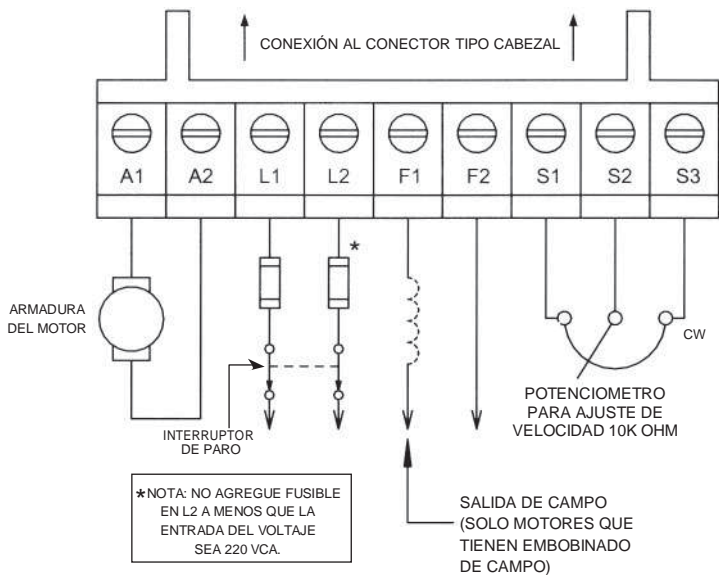 CONEXIÓN AL CONECTOR TIPO CABEZAL
A1 A2 L1 L2 F1 F2 S1 S2 S3
*
ARMADURA
DEL MOTOR
CW
INTERRUPTOR
DE PARO
POTENCIOMETRO
PARA AJUSTE DE
VELOCIDAD 10K OHM
*NOTA: NO AGREGUE FUSIBLE
EN L2 A MENOS QUE LA
ENTRADA DEL VOLTAJE
SEA 220 VCA.
SALIDA DE CAMPO
(SOLO MOTORES QUE
TIENEN EMBOBINADO
DE CAMPO)